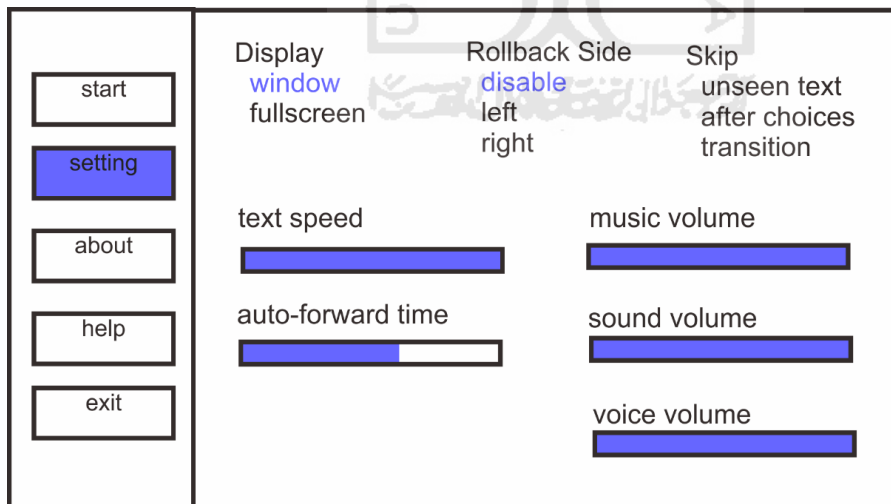 start
setting
about
help
exit
Display
window
fullscreen
Rollback Side
disable
left
right
Skip
unseen text
after choices
transition
text speed
auto-forward time
music volume
sound volume
voice volume